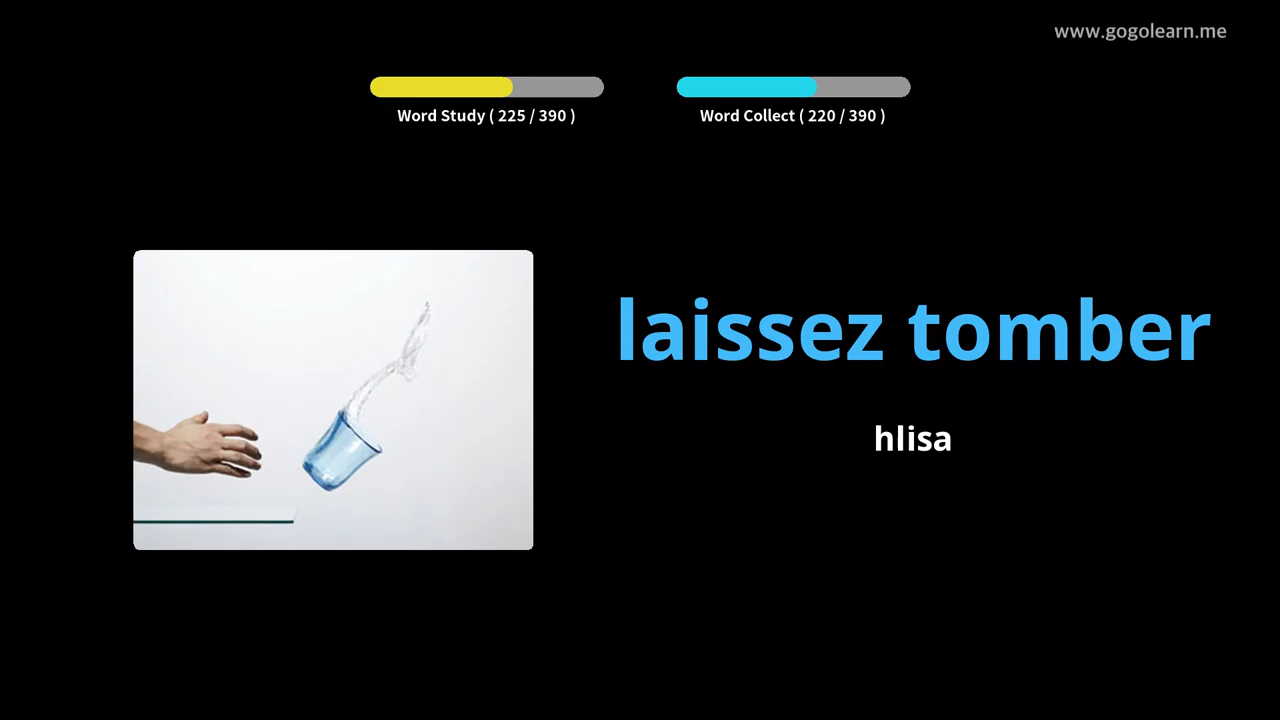 www.gogolearn.me
Word Study ( 225 / 390 )
Word Collect ( 220 / 390 )
laissez tomber
hlisa